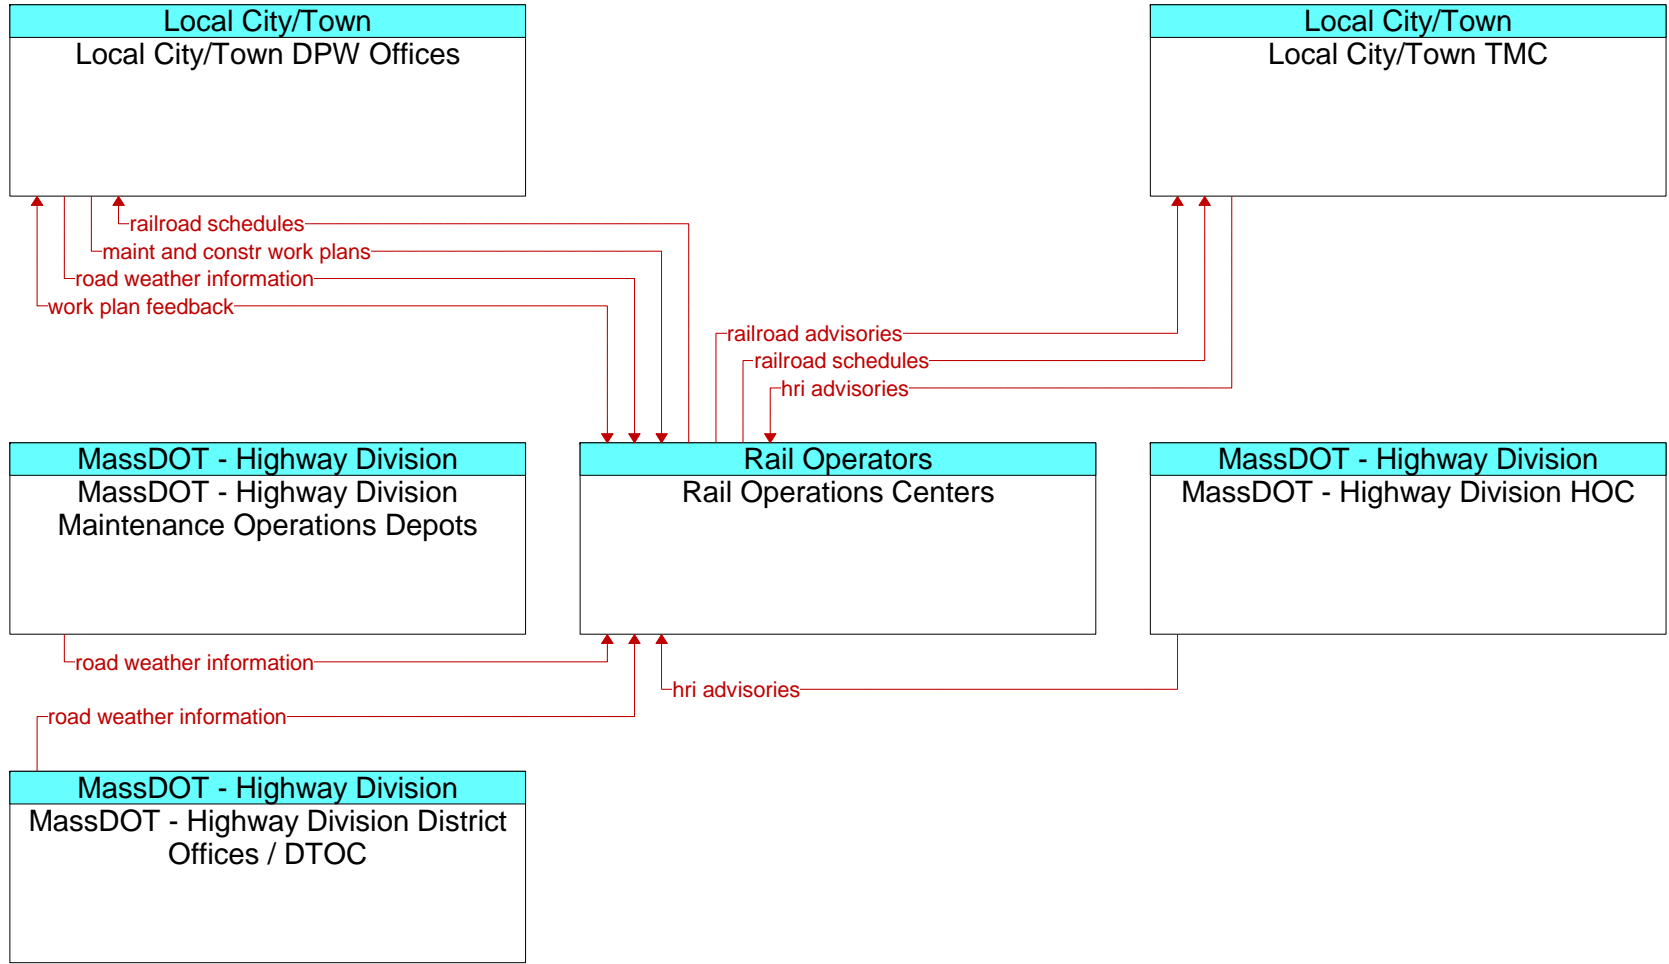 Local City/Town
Local City/Town DPW Offices
Local City/Town
Local City/Town TMC
railroad schedules
maint and constr work plans
road weather information
work plan feedback
railroad advisories
railroad schedules
hri advisories
MassDOT - Highway Division
MassDOT - Highway Division
Maintenance Operations Depots
Rail Operators
Rail Operations Centers
MassDOT - Highway Division
MassDOT - Highway Division HOC
road weather information
hri advisories
road weather information
MassDOT - Highway Division
MassDOT - Highway Division District
Offices / DTOC